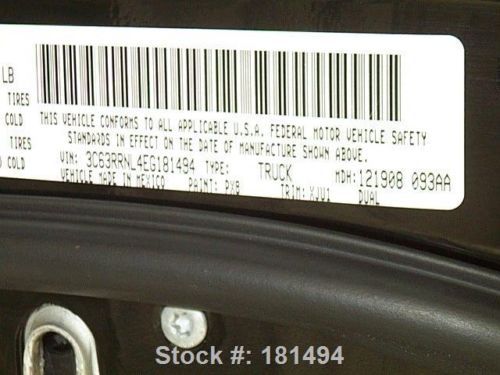 LB
TIRES
COLD
TIRES
COLD
THIS VEHICLE CONFORMS TO ALL APPLICABLE U.S.A. FEDERAL MOTOR VEHICLE SAFETY
STANDARDS IN EFFECT ON THE DATE OF MANUFACTURE SHOWN ABOVE.
VIN: 3C63RRNL4EG181494 TYPE: TRUCK MDH: 121908 093AA
VEHICLE MADE IN MEXICO PAINT: PX8 TRIM: XJV1 DUAL
Stock #: 181494